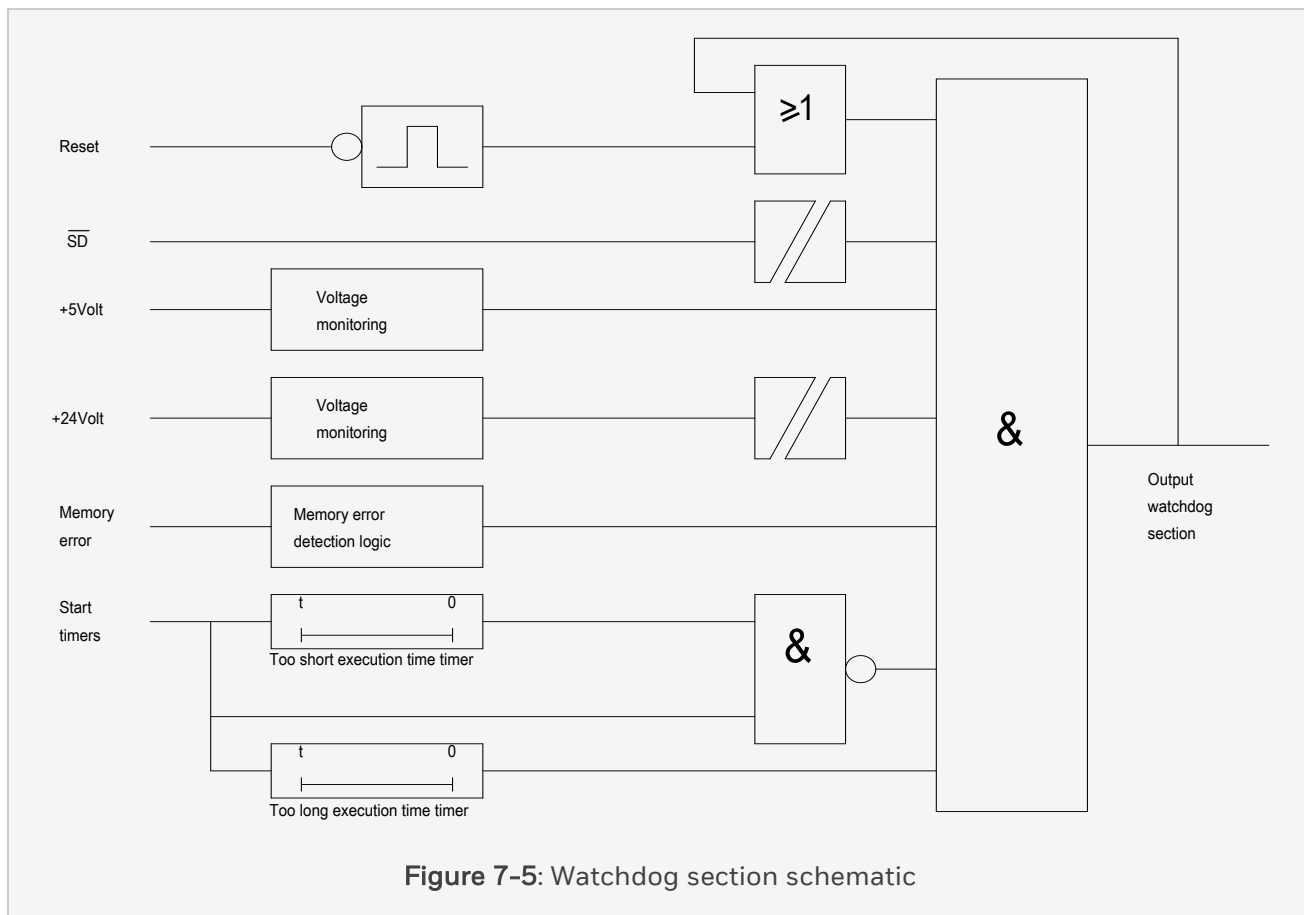 ≥1
Reset
SD
+5Volt
Voltage
monitoring
+24Volt
Voltage
monitoring
&
Output
watchdog
section
Memory
error
Memory error
detection logic
Start
timers
t 0
Too short execution time timer
&
t 0
Too long execution time timer
Figure 7-5: Watchdog section schematic